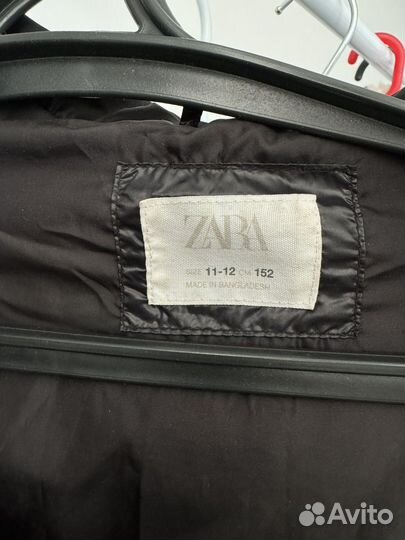 ZARA
SIZE 11-12 CM 152
MADE IN BANGLADESH
Avito